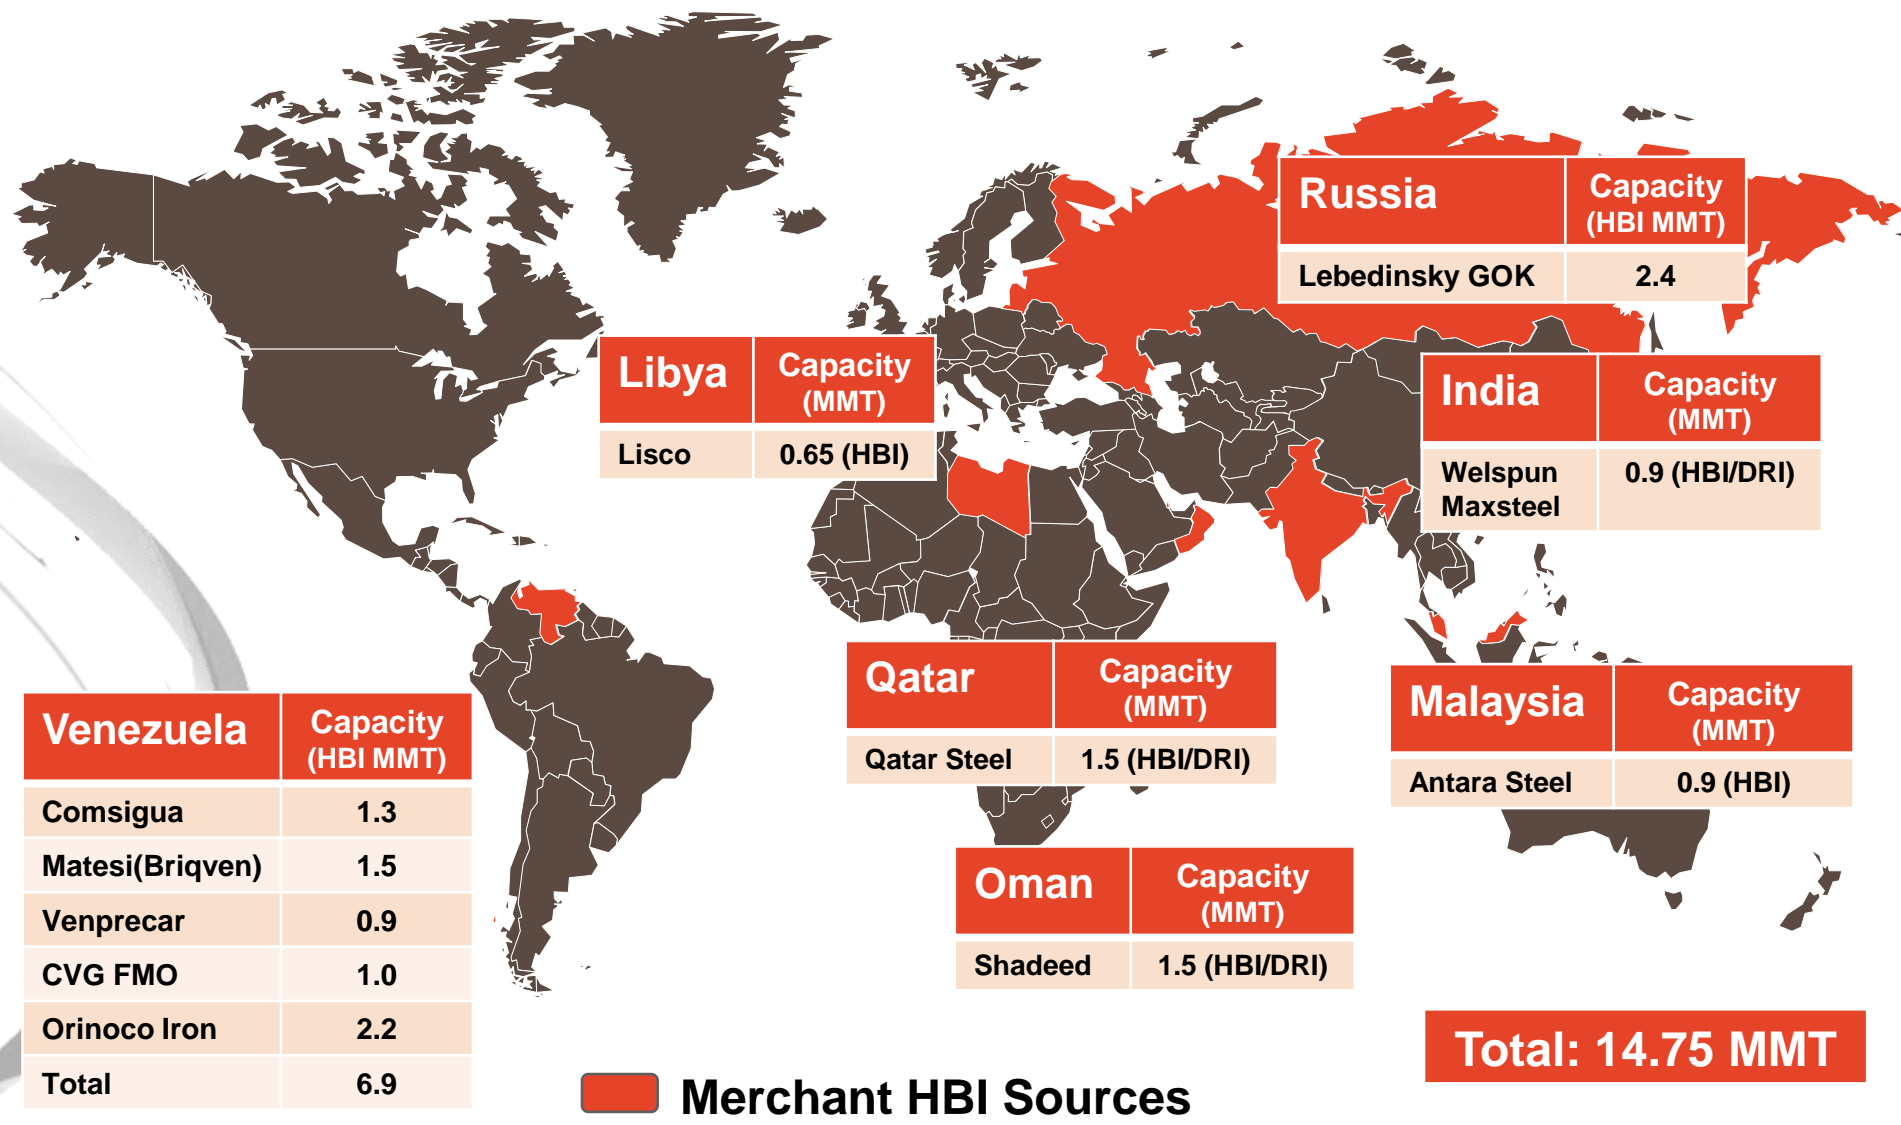 Russia
Capacity
(HBI MMT)
Lebedinsky GOK 2.4
Libya
Capacity
(MMT)
Lisco 0.65 (HBI)
India
Capacity
(MMT)
Welspun
Maxsteel
0.9 (HBI/DRI)
Qatar
Capacity
(MMT)
Qatar Steel 1.5 (HBI/DRI)
Malaysia
Capacity
(MMT)
Antara Steel 0.9 (HBI)
Venezuela
Capacity
(HBI MMT)
Comsigua 1.3
Matesi(Briqven) 1.5
Venprecar 0.9
CVG FMO 1.0
Orinoco Iron 2.2
Total 6.9
Oman
Capacity
(MMT)
Shadeed 1.5 (HBI/DRI)
Total: 14.75 MMT
Merchant HBI Sources